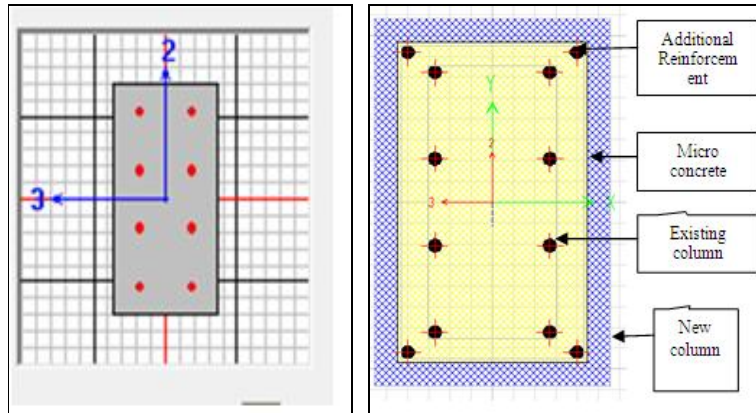 2
3
Additional
Reinforcem
ent
Y
2
3
X
Micro
concrete
Existing
column
New
column